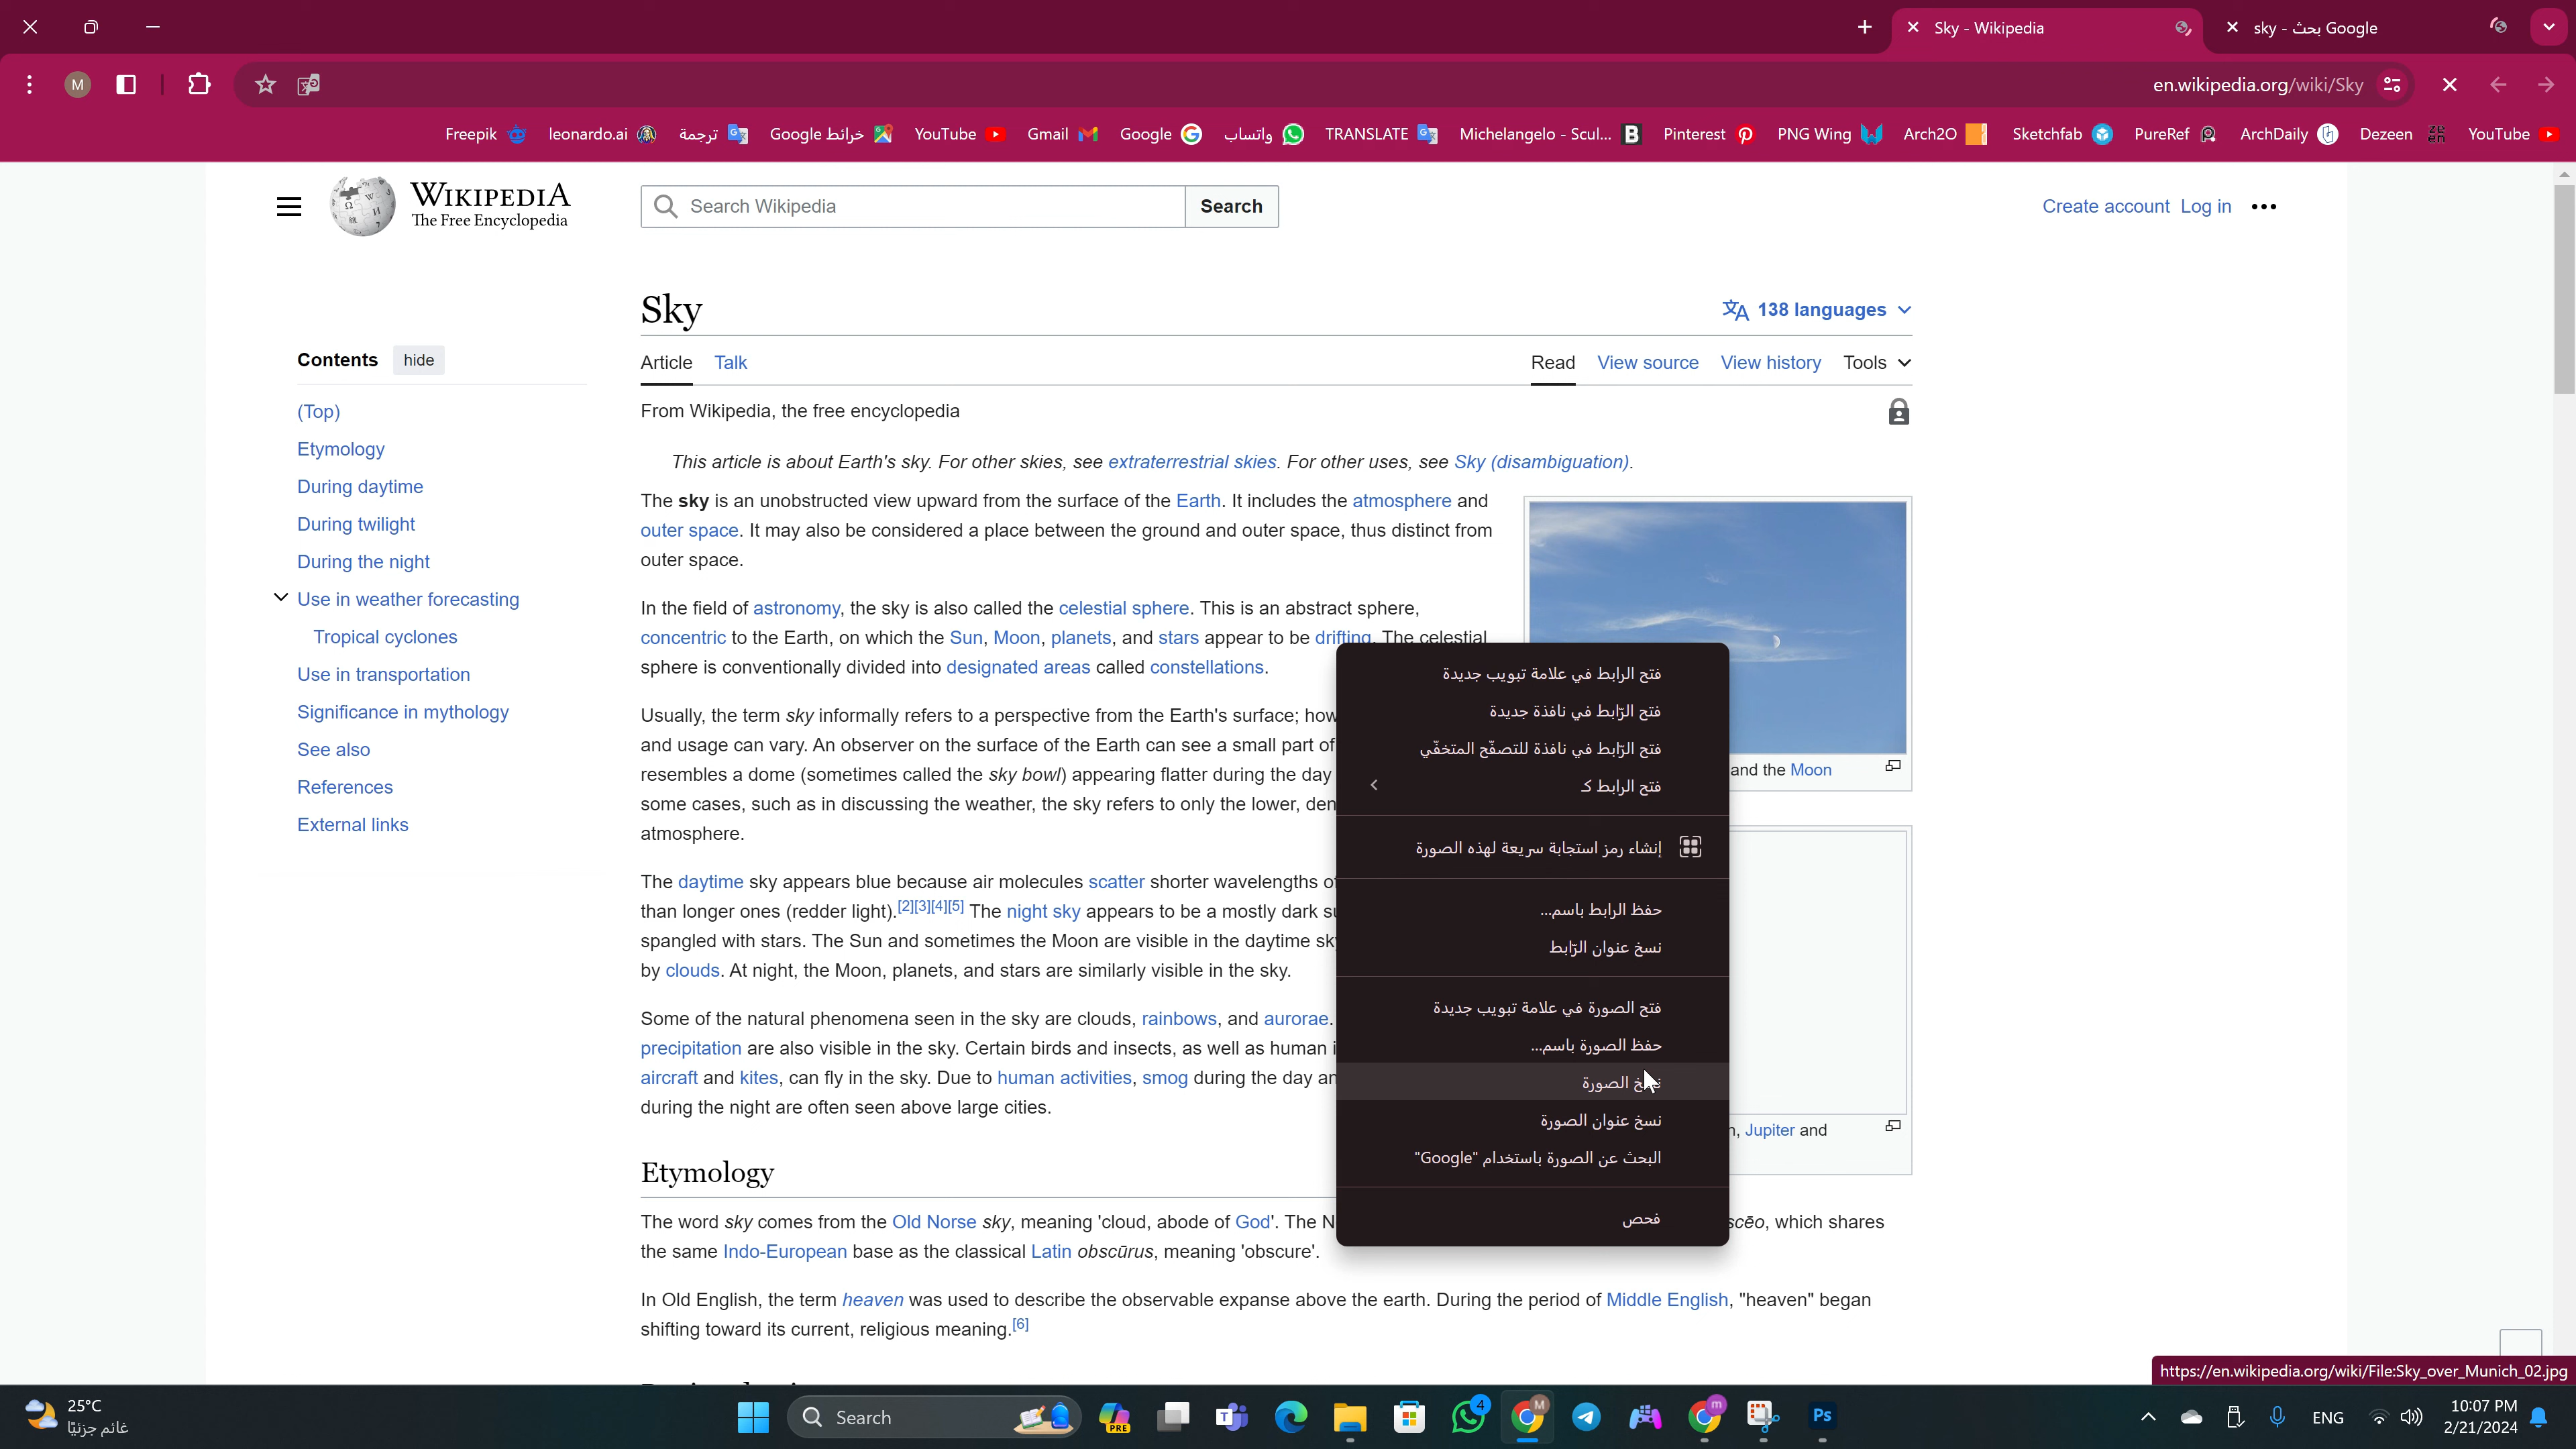 Sky - Wikipedia
sky - بحث Google
M
en.wikipedia.org/wiki/Sky
Freepik
leonardo.ai
ترجمة
خرائط Google
YouTube
Gmail
Google
واتساب
TRANSLATE
Michelangelo - Scul...
Pinterest
PNG Wing
Arch2O
Sketchfab
PureRef
ArchDaily
Dezeen
YouTube
WIKIPEDIA
The Free Encyclopedia
Search Wikipedia
Search
Create account
Log in
Sky
138 languages
Contents
hide
(Top)
Etymology
During daytime
During twilight
During the night
Use in weather forecasting
Tropical cyclones
Use in transportation
Significance in mythology
See also
References
External links
Article
Talk
Read
View source
View history
Tools
From Wikipedia, the free encyclopedia
This article is about Earth's sky. For other skies, see extraterrestrial skies. For other uses, see Sky (disambiguation).
The sky is an unobstructed view upward from the surface of the Earth. It includes the atmosphere and
outer space. It may also be considered a place between the ground and outer space, thus distinct from
outer space.
In the field of astronomy, the sky is also called the celestial sphere. This is an abstract sphere,
concentric to the Earth, on which the Sun, Moon, planets, and stars appear to be drifting. The celestial
sphere is conventionally divided into designated areas called constellations.
Usually, the term sky informally refers to a perspective from the Earth's surface; how
and usage can vary. An observer on the surface of the Earth can see a small part of
resembles a dome (sometimes called the sky bowl) appearing flatter during the day
some cases, such as in discussing the weather, the sky refers to only the lower, den
atmosphere.
The daytime sky appears blue because air molecules scatter shorter wavelengths of
than longer ones (redder light).[2][3][4][5] The night sky appears to be a mostly dark su
spangled with stars. The Sun and sometimes the Moon are visible in the daytime sky
by clouds. At night, the Moon, planets, and stars are similarly visible in the sky.
Some of the natural phenomena seen in the sky are clouds, rainbows, and aurorae.
precipitation are also visible in the sky. Certain birds and insects, as well as human i
aircraft and kites, can fly in the sky. Due to human activities, smog during the day an
during the night are often seen above large cities.
Etymology
The word sky comes from the Old Norse sky, meaning 'cloud, abode of God'. The N
scēo, which shares
the same Indo-European base as the classical Latin obscūrus, meaning 'obscure'.
In Old English, the term heaven was used to describe the observable expanse above the earth. During the period of Middle English, "heaven" began
shifting toward its current, religious meaning.[6]
and the Moon
, Jupiter and
فتح الرابط في علامة تبويب جديدة
فتح الرّابط في نافذة جديدة
فتح الرّابط في نافذة للتصفّح المتخفّي
فتح الرابط كـ
إنشاء رمز استجابة سريعة لهذه الصورة
حفظ الرابط باسم...
نسخ عنوان الرّابط
فتح الصورة في علامة تبويب جديدة
حفظ الصورة باسم...
نسخ الصورة
نسخ عنوان الصورة
البحث عن الصورة باستخدام "Google"
فحص
https://en.wikipedia.org/wiki/File:Sky_over_Munich_02.jpg
25°C
غائم جزئيًا
Search
PRE
T
4
M
m
Ps
ENG
10:07 PM
2/21/2024